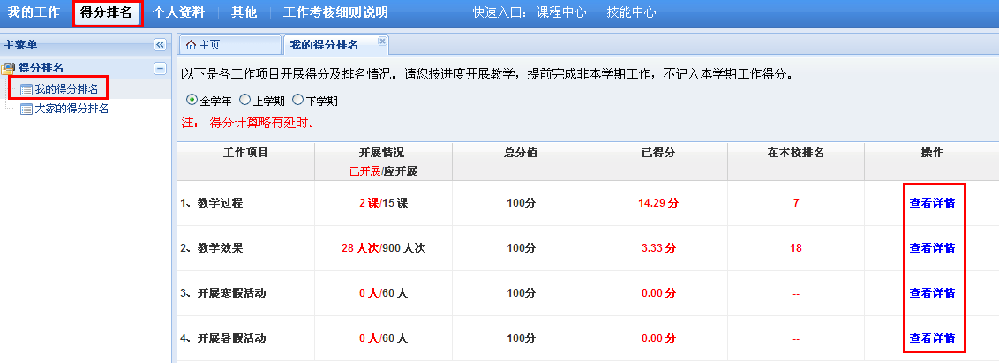 我的工作 得分排名 个人资料 其他 工作考核细则说明 快速入口： 课程中心 技能中心
主菜单
得分排名
我的得分排名
大家的得分排名
主页 我的得分排名
以下是各工作项目开展得分及排名情况。请您按进度开展教学，提前完成非本学期工作，不记入本学期工作得分。
全学年 上学期 下学期
注： 得分计算略有延时。
工作项目 开展情况 总分值 已得分 在本校排名 操作
已开展/应开展
1、教学过程 2 课/15 课 100分 14.29 分 7 查看详情
2、教学效果 28 人次/900 人次 100分 3.33 分 18 查看详情
3、开展寒假活动 0 人/60 人 100分 0.00 分 -- 查看详情
4、开展暑假活动 0 人/60 人 100分 0.00 分 -- 查看详情